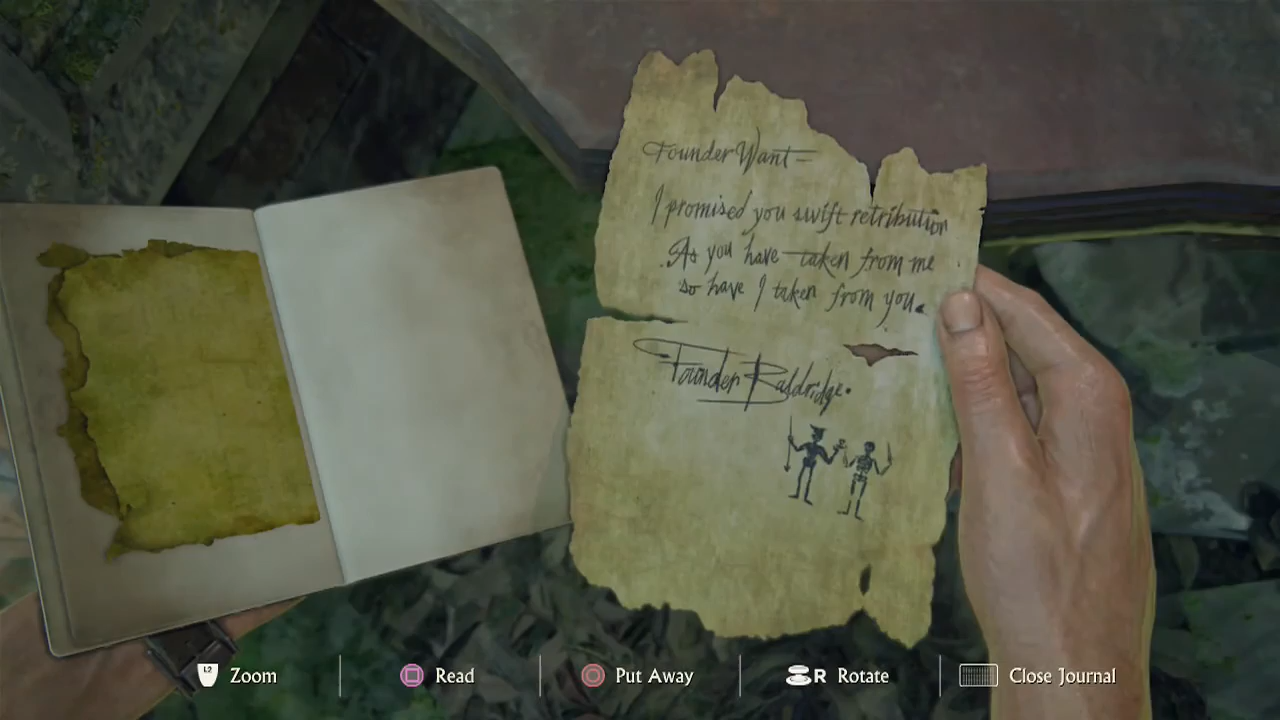 Founder Want-
I promised you swift retribution
As you have taken from me
so have I taken from you.
Founder Baldridge.
L2 Zoom
Read
Put Away
R Rotate
Close Journal